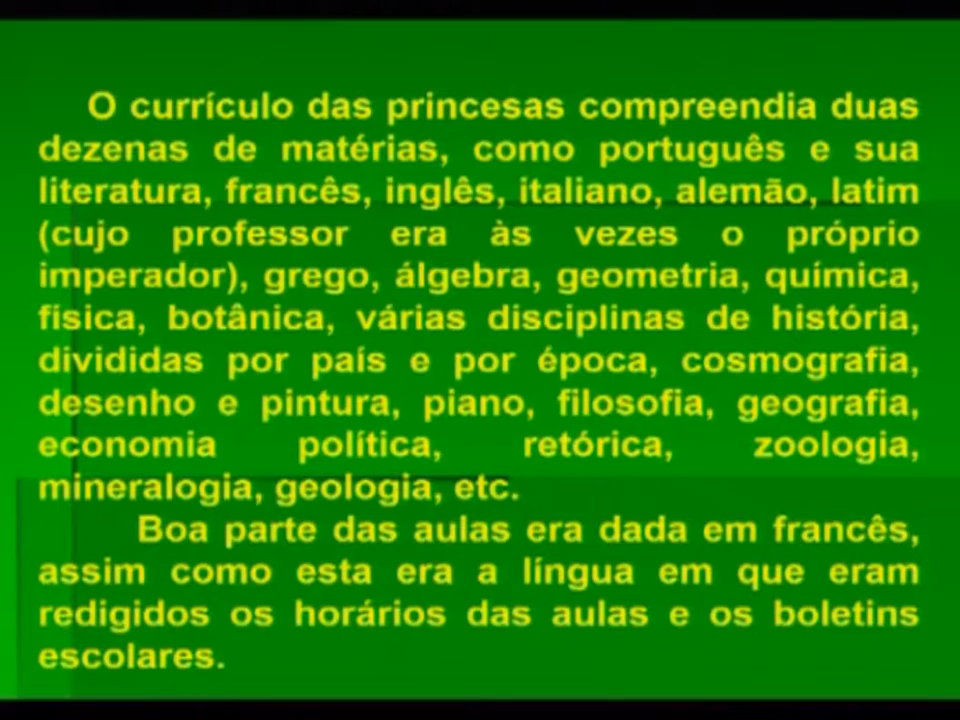 O currículo das princesas compreendia duas
dezenas de matérias, como português e sua
literatura, francês, inglês, italiano, alemão, latim
(cujo professor era às vezes o próprio
imperador), grego, álgebra, geometria, química,
física, botânica, várias disciplinas de história,
divididas por país e por época, cosmografia,
desenho e pintura, piano, filosofia, geografia,
economia política, retórica, zoologia,
mineralogia, geologia, etc.
Boa parte das aulas era dada em francês,
assim como esta era a língua em que eram
redigidos os horários das aulas e os boletins
escolares.